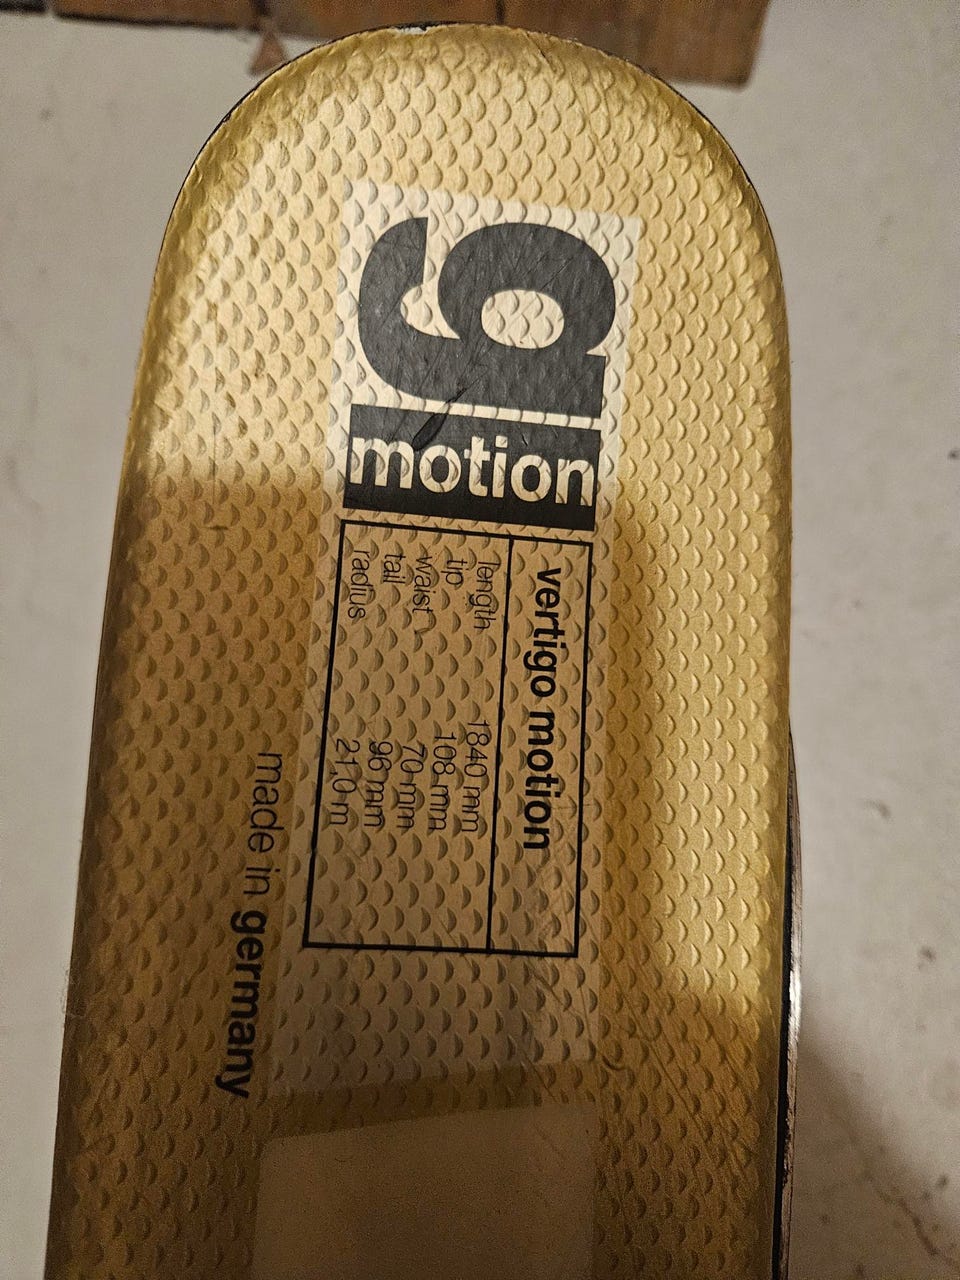 g
motion
vertigo motion
length 1840 mm
tip 108 mm
waist 70 mm
tail 96 mm
radius 21,0 m
made in germany